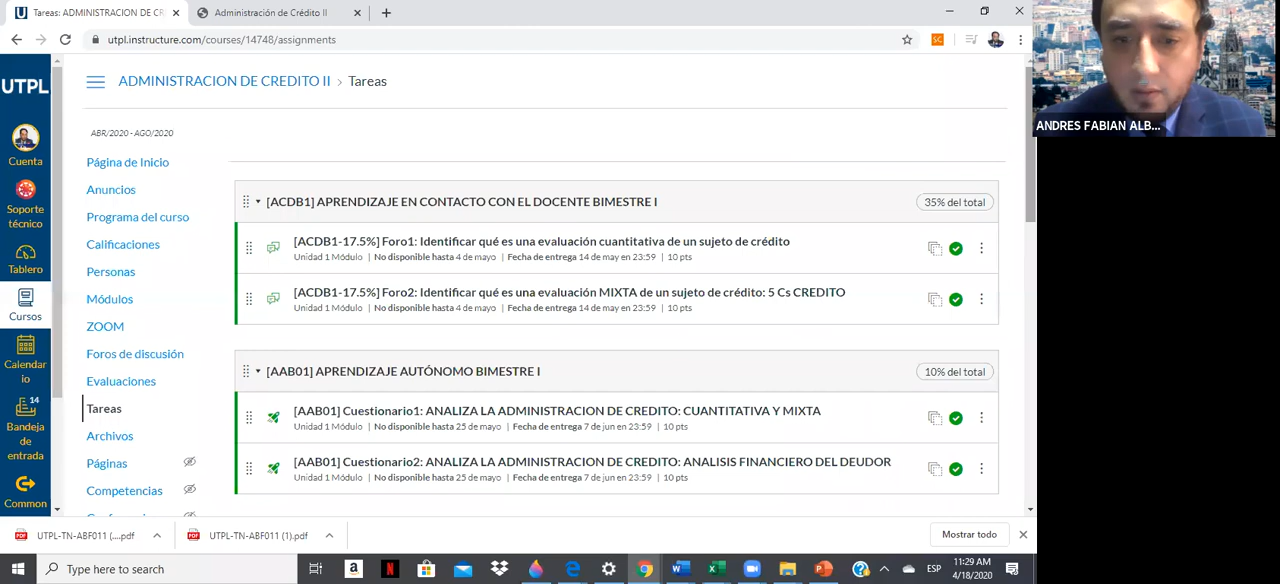 Tareas: ADMINISTRACION DE CR
Administración de Crédito II
utpl.instructure.com/courses/14748/assignments
ANDRES FABIAN ALB...
UTPL
Cuenta
Soporte
técnico
Tablero
Cursos
Calendar
io
14
Bandeja
de
entrada
Common
ADMINISTRACION DE CREDITO II > Tareas
ABR/2020 - AGO/2020
Página de Inicio
Anuncios
Programa del curso
Calificaciones
Personas
Módulos
ZOOM
Foros de discusión
Evaluaciones
Tareas
Archivos
Páginas
Competencias
[ACDB1] APRENDIZAJE EN CONTACTO CON EL DOCENTE BIMESTRE I
35% del total
[ACDB1-17.5%] Foro1: Identificar qué es una evaluación cuantitativa de un sujeto de crédito
Unidad 1 Módulo | No disponible hasta 4 de mayo | Fecha de entrega 14 de may en 23:59 | 10 pts
[ACDB1-17.5%] Foro2: Identificar qué es una evaluación MIXTA de un sujeto de crédito: 5 Cs CREDITO
Unidad 1 Módulo | No disponible hasta 4 de mayo | Fecha de entrega 14 de may en 23:59 | 10 pts
[AAB01] APRENDIZAJE AUTÓNOMO BIMESTRE I
10% del total
[AAB01] Cuestionario1: ANALIZA LA ADMINISTRACION DE CREDITO: CUANTITATIVA Y MIXTA
Unidad 1 Módulo | No disponible hasta 25 de mayo | Fecha de entrega 7 de jun en 23:59 | 10 pts
[AAB01] Cuestionario2: ANALIZA LA ADMINISTRACION DE CREDITO: ANALISIS FINANCIERO DEL DEUDOR
Unidad 1 Módulo | No disponible hasta 25 de mayo | Fecha de entrega 7 de jun en 23:59 | 10 pts
UTPL-TN-ABF011 (....pdf
UTPL-TN-ABF011 (1).pdf
Mostrar todo
Type here to search
ESP
11:29 AM
4/18/2020